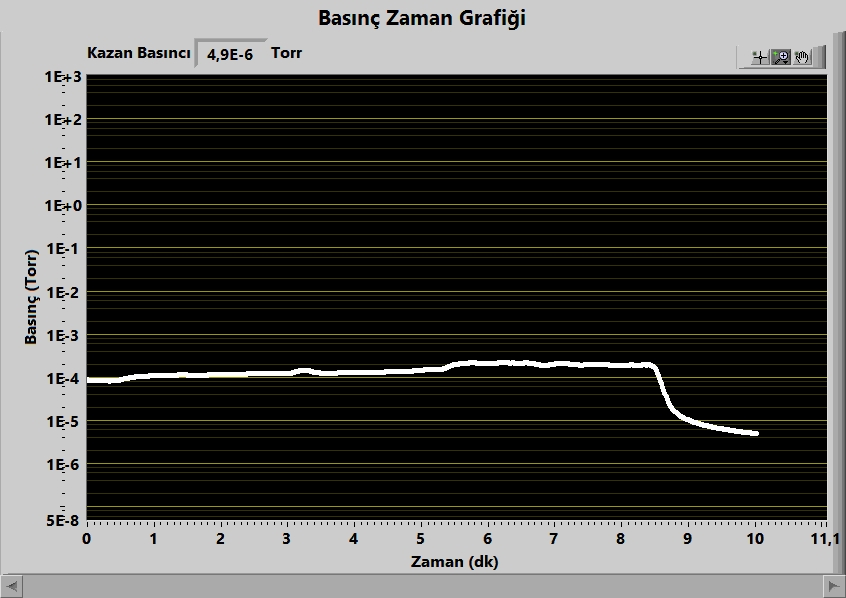 Basınç Zaman Grafiği
Kazan Basıncı 4,9E-6 Torr
1E+3
1E+2
1E+1
1E+0
1E-1
1E-2
1E-3
1E-4
1E-5
1E-6
5E-8
Basınç (Torr)
0 1 2 3 4 5 6 7 8 9 10 11,1
Zaman (dk)